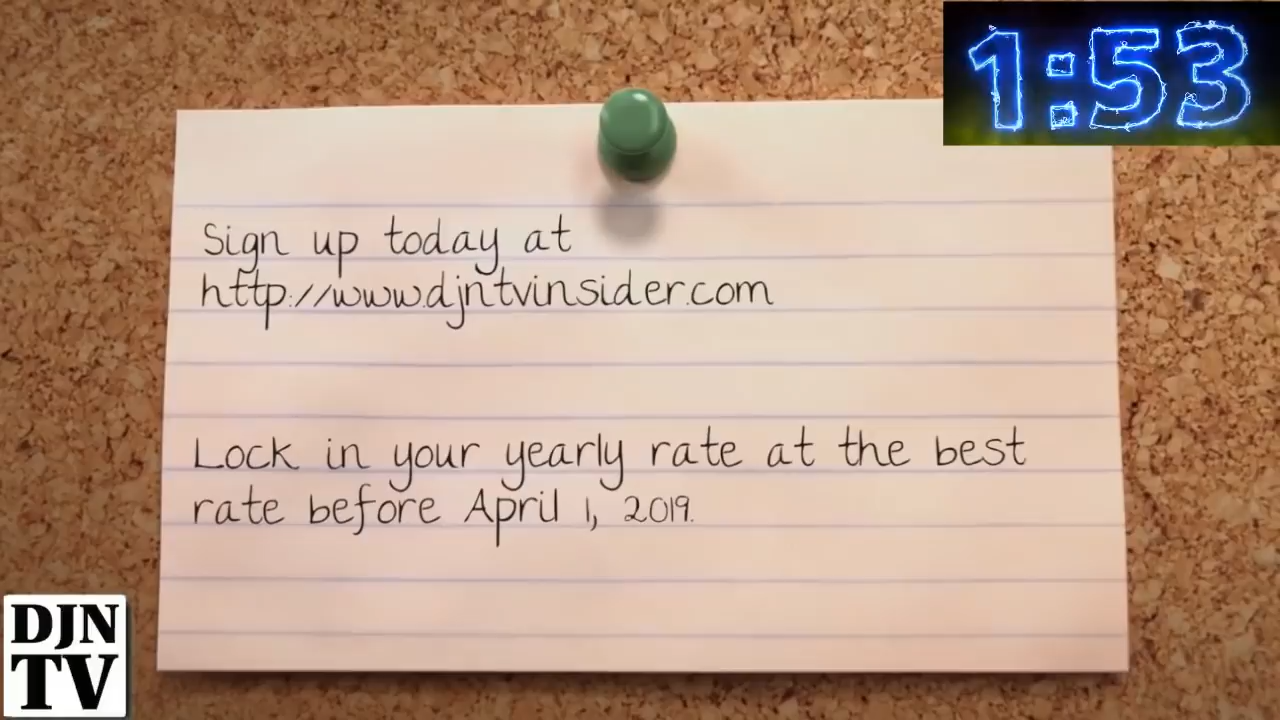 1:53
Sign up today at
http://www.djntvinsider.com
Lock in your yearly rate at the best
rate before April 1, 2019.
DJN
TV